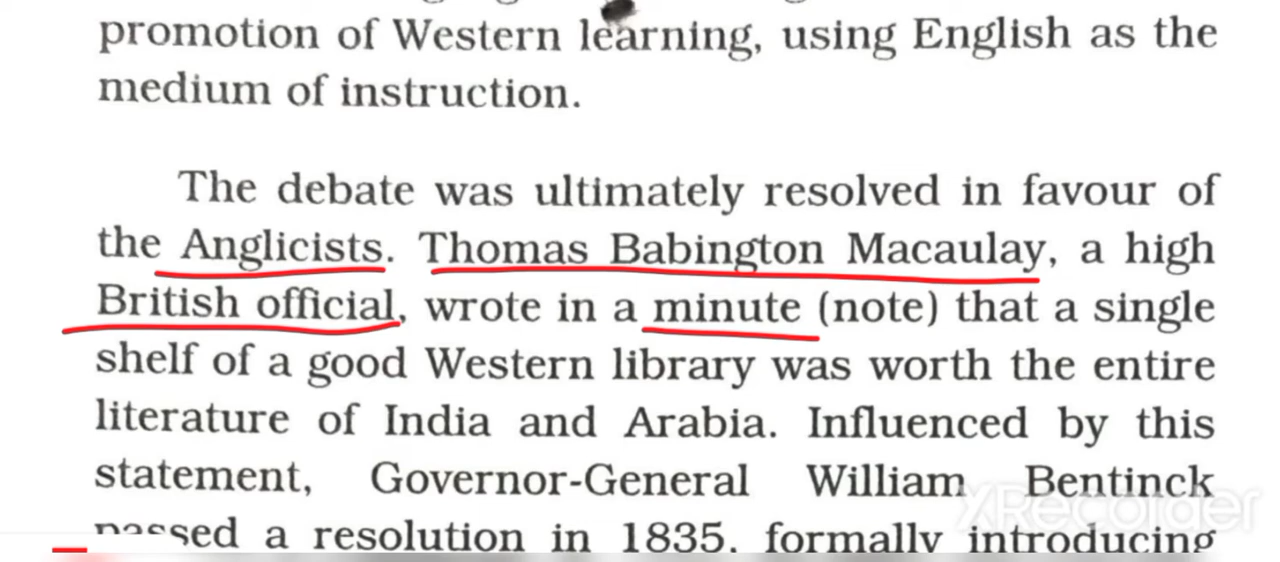 promotion of Western learning, using English as the
medium of instruction.
The debate was ultimately resolved in favour of
the Anglicists. Thomas Babington Macaulay, a high
British official, wrote in a minute (note) that a single
shelf of a good Western library was worth the entire
literature of India and Arabia. Influenced by this
statement, Governor-General William Bentinck
passed a resolution in 1835, formally introducing
XRecorder